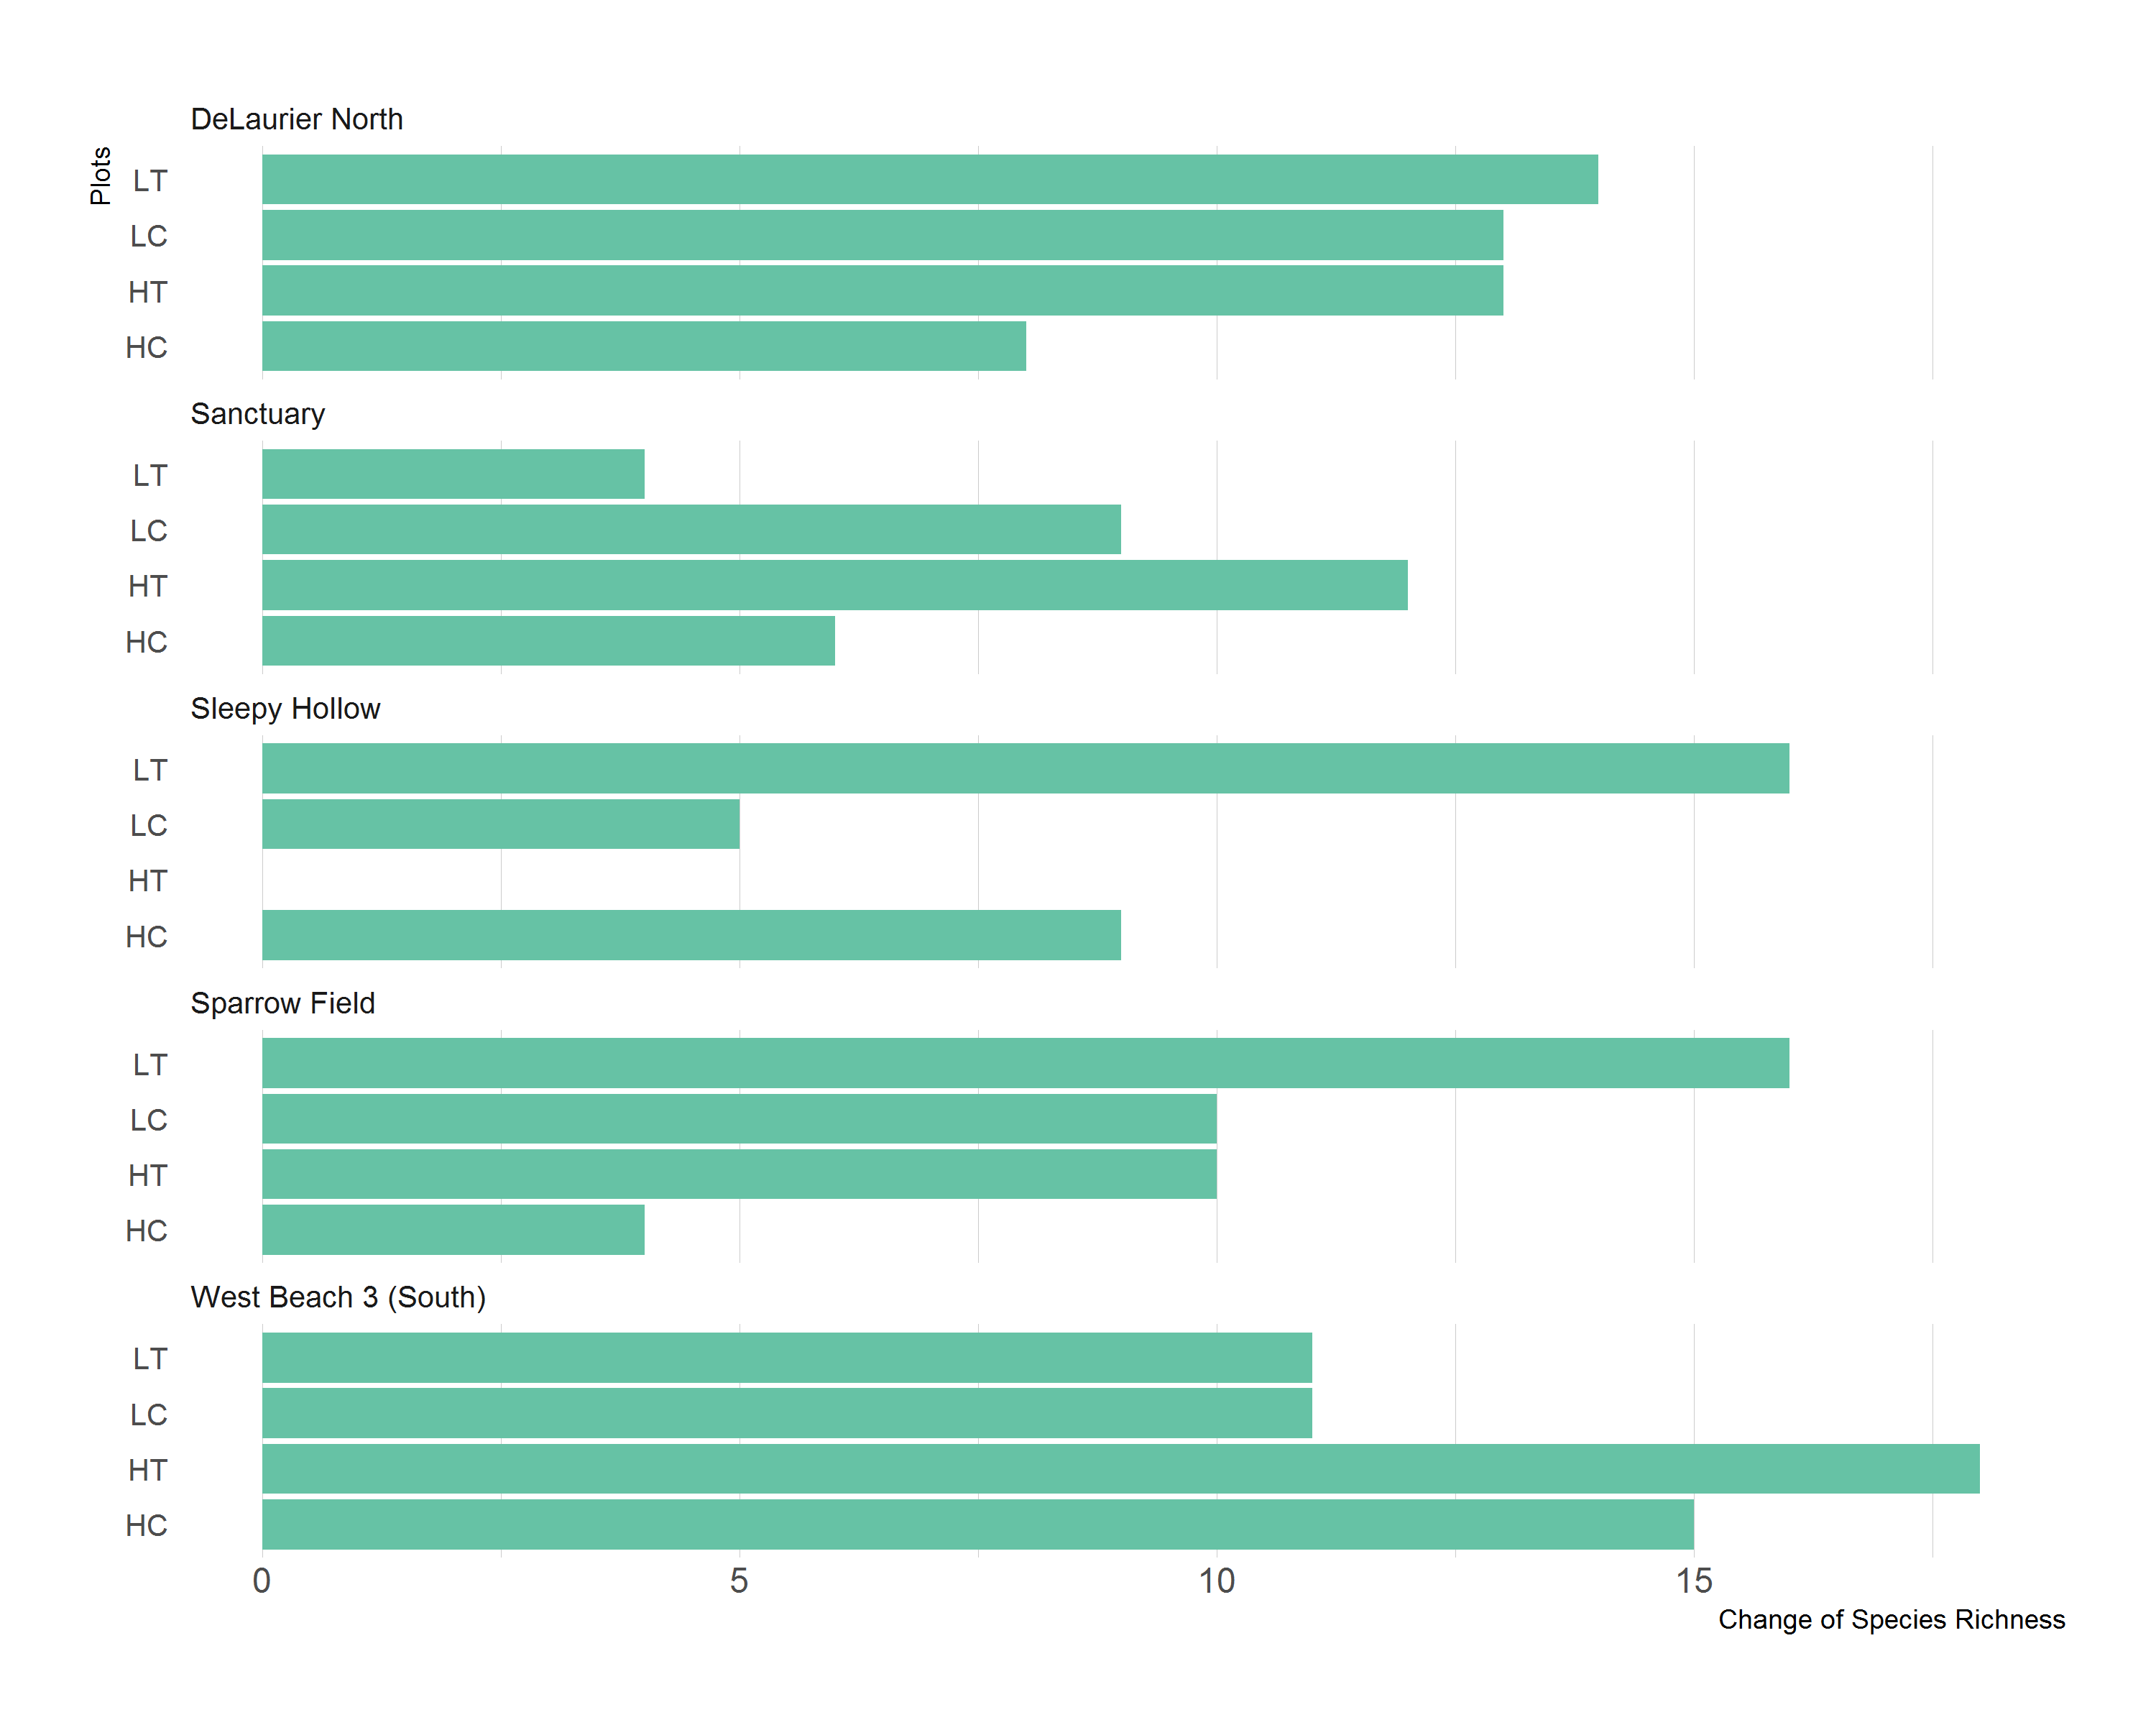 DeLaurier North
Plots
LT
LC
HT
HC
Sanctuary
LT
LC
HT
HC
Sleepy Hollow
LT
LC
HT
HC
Sparrow Field
LT
LC
HT
HC
West Beach 3 (South)
LT
LC
HT
HC
0 5 10 15
Change of Species Richness